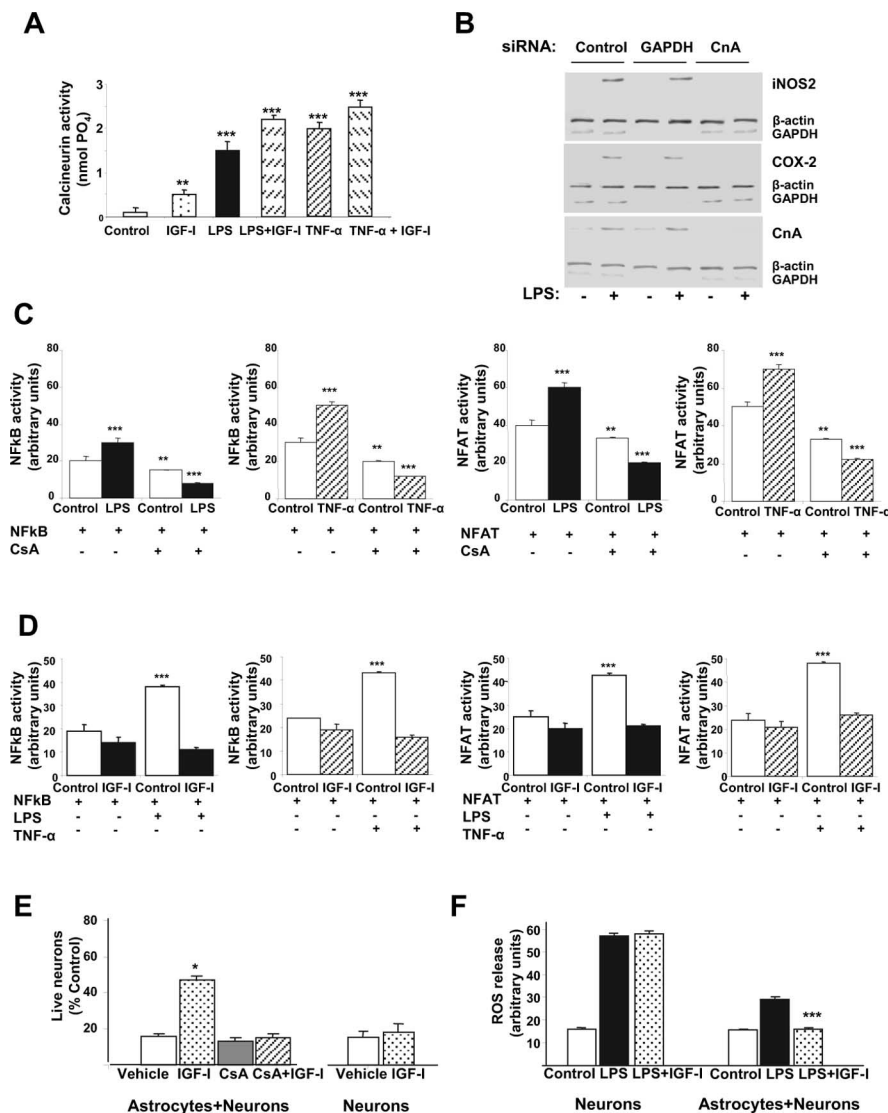 A
Calcineurin activity
(nmol PO4)
3
2
1
0
** *** *** *** ***
Control IGF-I LPS LPS+IGF-I TNF-α TNF-α + IGF-I
B
siRNA: Control GAPDH CnA
iNOS2
β-actin
GAPDH
COX-2
β-actin
GAPDH
CnA
β-actin
GAPDH
LPS: - + - + - +
C
NFkB activity
(arbitrary units)
80
60
40
20
0
*** ** ***
Control LPS Control LPS
NFkB + + + +
CsA - - + +
NFkB activity
(arbitrary units)
80
60
40
20
0
*** ** ***
Control TNF-α Control TNF-α
+ + + +
- - + +
NFAT activity
(arbitrary units)
80
60
40
20
0
*** ** ***
Control LPS Control LPS
NFAT + + + +
CsA - - + +
NFAT activity
(arbitrary units)
80
60
40
20
0
*** ** ***
Control TNF-α Control TNF-α
+ + + +
- - + +
D
NFkB activity
(arbitrary units)
50
40
30
20
10
0
***
Control IGF-I Control IGF-I
NFkB + + + +
LPS - - + +
TNF-α - - - -
NFkB activity
(arbitrary units)
50
40
30
20
10
0
***
Control IGF-I Control IGF-I
+ + + +
- - - -
- - + +
NFAT activity
(arbitrary units)
50
40
30
20
10
0
***
Control IGF-I Control IGF-I
NFAT + + + +
LPS - - + +
TNF-α - - - -
NFAT activity
(arbitrary units)
50
40
30
20
10
0
***
Control IGF-I Control IGF-I
+ + + +
- - - -
- - + +
E
Live neurons
(% Control)
80
60
40
20
*
Vehicle IGF-I CsA CsA+IGF-I Vehicle IGF-I
Astrocytes+Neurons Neurons
F
ROS release
(arbitrary units)
60
50
40
30
20
10
***
Control LPS LPS+IGF-I Control LPS LPS+IGF-I
Neurons Astrocytes+Neurons